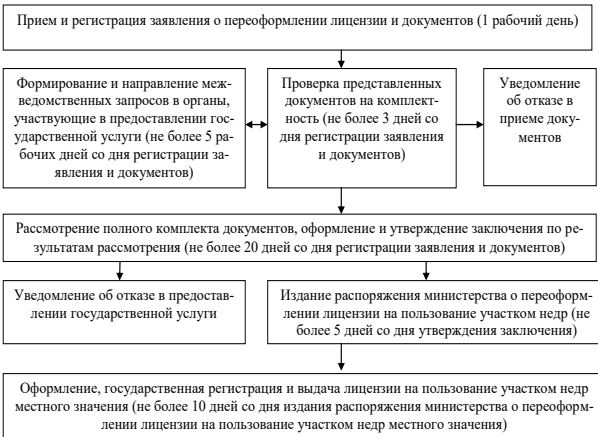 Прием и регистрация заявления о переоформлении лицензии и документов (1 рабочий день)
Формирование и направление меж-
ведомственных запросов в органы,
участвующие в предоставлении го-
сударственной услуги (не более 5 ра-
бочих дней со дня регистрации за-
явления и документов)
Проверка представленных
документов на комплект-
ность (не более 3 дней со
дня регистрации заявления
и документов)
Уведомление
об отказе в
приеме доку-
ментов
Рассмотрение полного комплекта документов, оформление и утверждение заключения по ре-
зультатам рассмотрения (не более 20 дней со дня регистрации заявления и документов)
Уведомление об отказе в предостав-
лении государственной услуги
Издание распоряжения министерства о переоформ-
лении лицензии на пользование участком недр (не
более 5 дней со дня утверждения заключения)
Оформление, государственная регистрация и выдача лицензии на пользование участком недр
местного значения (не более 10 дней со дня издания распоряжения министерства о переоформ-
лении лицензии на пользование участком недр местного значения)